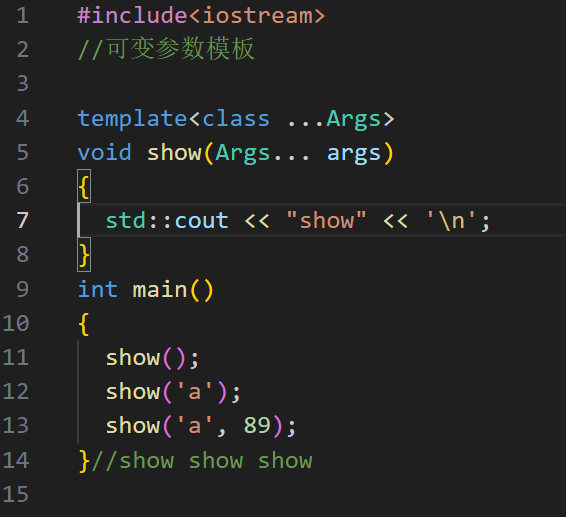 1 #include<iostream>
2 //可变参数模板
3
4 template<class ...Args>
5 void show(Args... args)
6 {
7   std::cout << "show" << '\n';
8 }
9 int main()
10 {
11   show();
12   show('a');
13   show('a', 89);
14 }//show show show
15